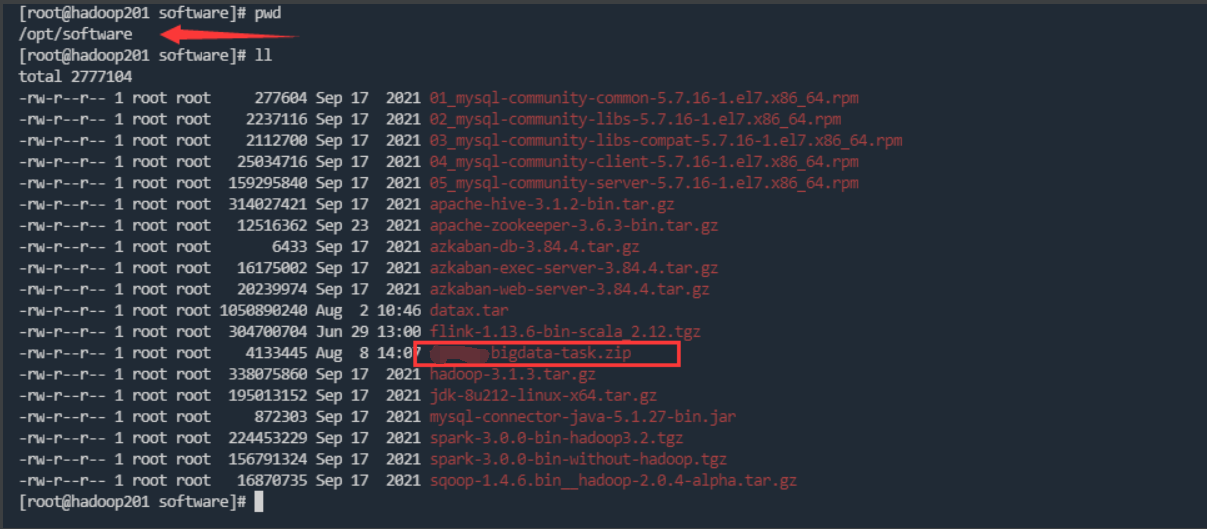 [root@hadoop201 software]# pwd
/opt/software
[root@hadoop201 software]# ll
total 2777104
-rw-r--r-- 1 root root 277604 Sep 17 2021 01_mysql-community-common-5.7.16-1.el7.x86_64.rpm
-rw-r--r-- 1 root root 2237116 Sep 17 2021 02_mysql-community-libs-5.7.16-1.el7.x86_64.rpm
-rw-r--r-- 1 root root 2112700 Sep 17 2021 03_mysql-community-libs-compat-5.7.16-1.el7.x86_64.rpm
-rw-r--r-- 1 root root 25034716 Sep 17 2021 04_mysql-community-client-5.7.16-1.el7.x86_64.rpm
-rw-r--r-- 1 root root 159295840 Sep 17 2021 05_mysql-community-server-5.7.16-1.el7.x86_64.rpm
-rw-r--r-- 1 root root 314027421 Sep 17 2021 apache-hive-3.1.2-bin.tar.gz
-rw-r--r-- 1 root root 12516362 Sep 23 2021 apache-zookeeper-3.6.3-bin.tar.gz
-rw-r--r-- 1 root root 6433 Sep 17 2021 azkaban-db-3.84.4.tar.gz
-rw-r--r-- 1 root root 16175002 Sep 17 2021 azkaban-exec-server-3.84.4.tar.gz
-rw-r--r-- 1 root root 20239974 Sep 17 2021 azkaban-web-server-3.84.4.tar.gz
-rw-r--r-- 1 root root 1050890240 Aug 2 10:46 datax.tar
-rw-r--r-- 1 root root 304700704 Jun 29 13:00 flink-1.13.6-bin-scala_2.12.tgz
-rw-r--r-- 1 root root 4133445 Aug 8 14:07 bigdata-task.zip
-rw-r--r-- 1 root root 338075860 Sep 17 2021 hadoop-3.1.3.tar.gz
-rw-r--r-- 1 root root 195013152 Sep 17 2021 jdk-8u212-linux-x64.tar.gz
-rw-r--r-- 1 root root 872303 Sep 17 2021 mysql-connector-java-5.1.27-bin.jar
-rw-r--r-- 1 root root 224453229 Sep 17 2021 spark-3.0.0-bin-hadoop3.2.tgz
-rw-r--r-- 1 root root 156791324 Sep 17 2021 spark-3.0.0-bin-without-hadoop.tgz
-rw-r--r-- 1 root root 16870735 Sep 17 2021 sqoop-1.4.6.bin__hadoop-2.0.4-alpha.tar.gz
[root@hadoop201 software]#